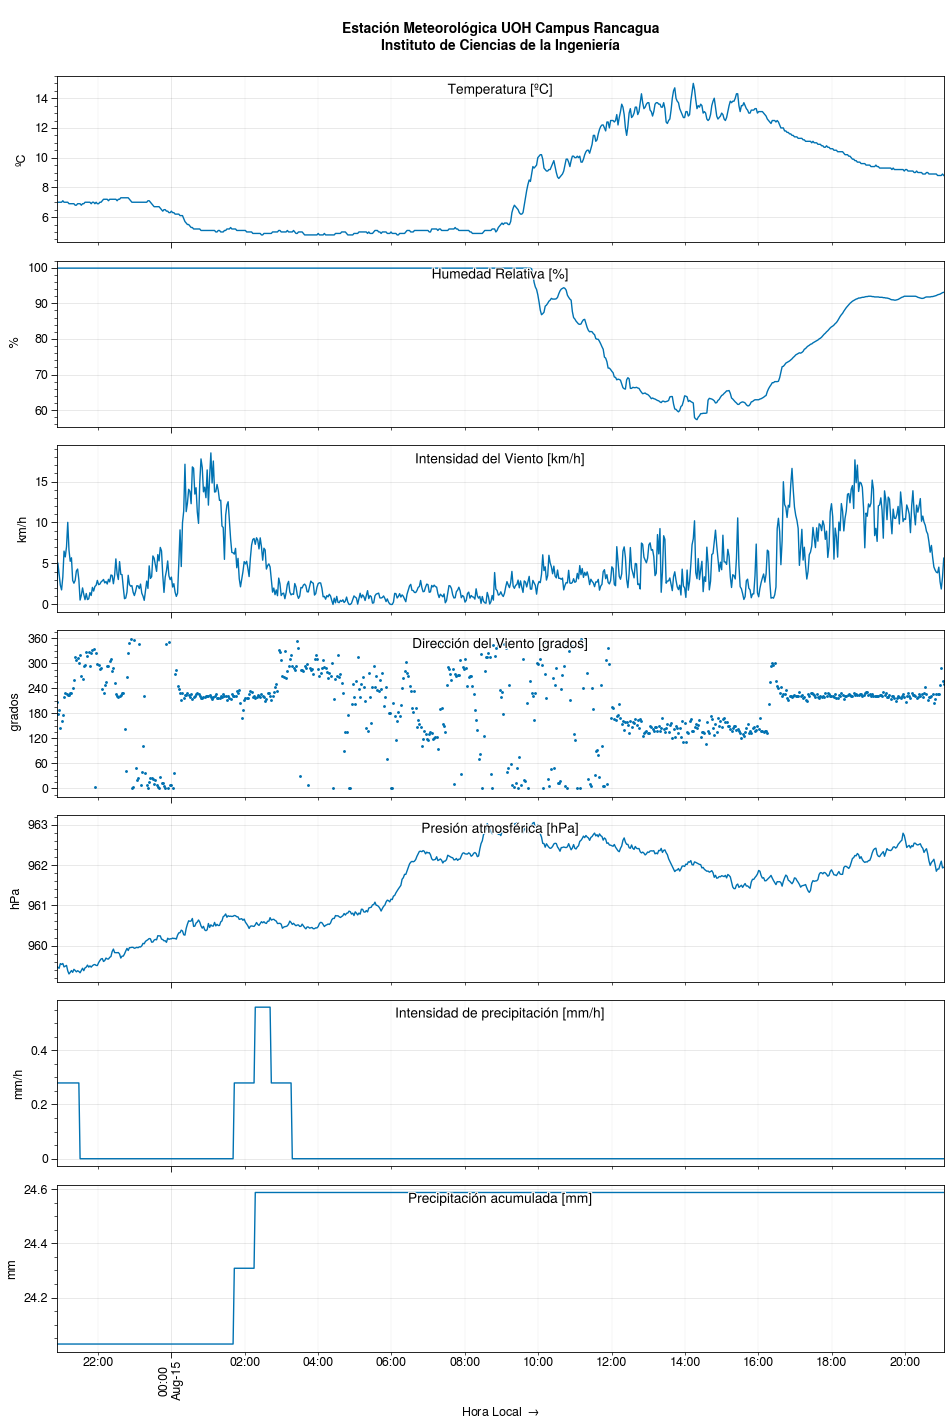 Estación Meteorológica UOH Campus Rancagua
Instituto de Ciencias de la Ingeniería
Temperatura [ºC]
ºC
14
12
10
8
6
Humedad Relativa [%]
%
100
90
80
70
60
Intensidad del Viento [km/h]
km/h
15
10
5
0
Dirección del Viento [grados]
grados
360
300
240
180
120
60
0
Presión atmosférica [hPa]
hPa
963
962
961
960
Intensidad de precipitación [mm/h]
mm/h
0.4
0.2
0
Precipitación acumulada [mm]
mm
24.6
24.4
24.2
22:00
00:00
Aug-15
02:00
04:00
06:00
08:00
10:00
12:00
14:00
16:00
18:00
20:00
Hora Local →